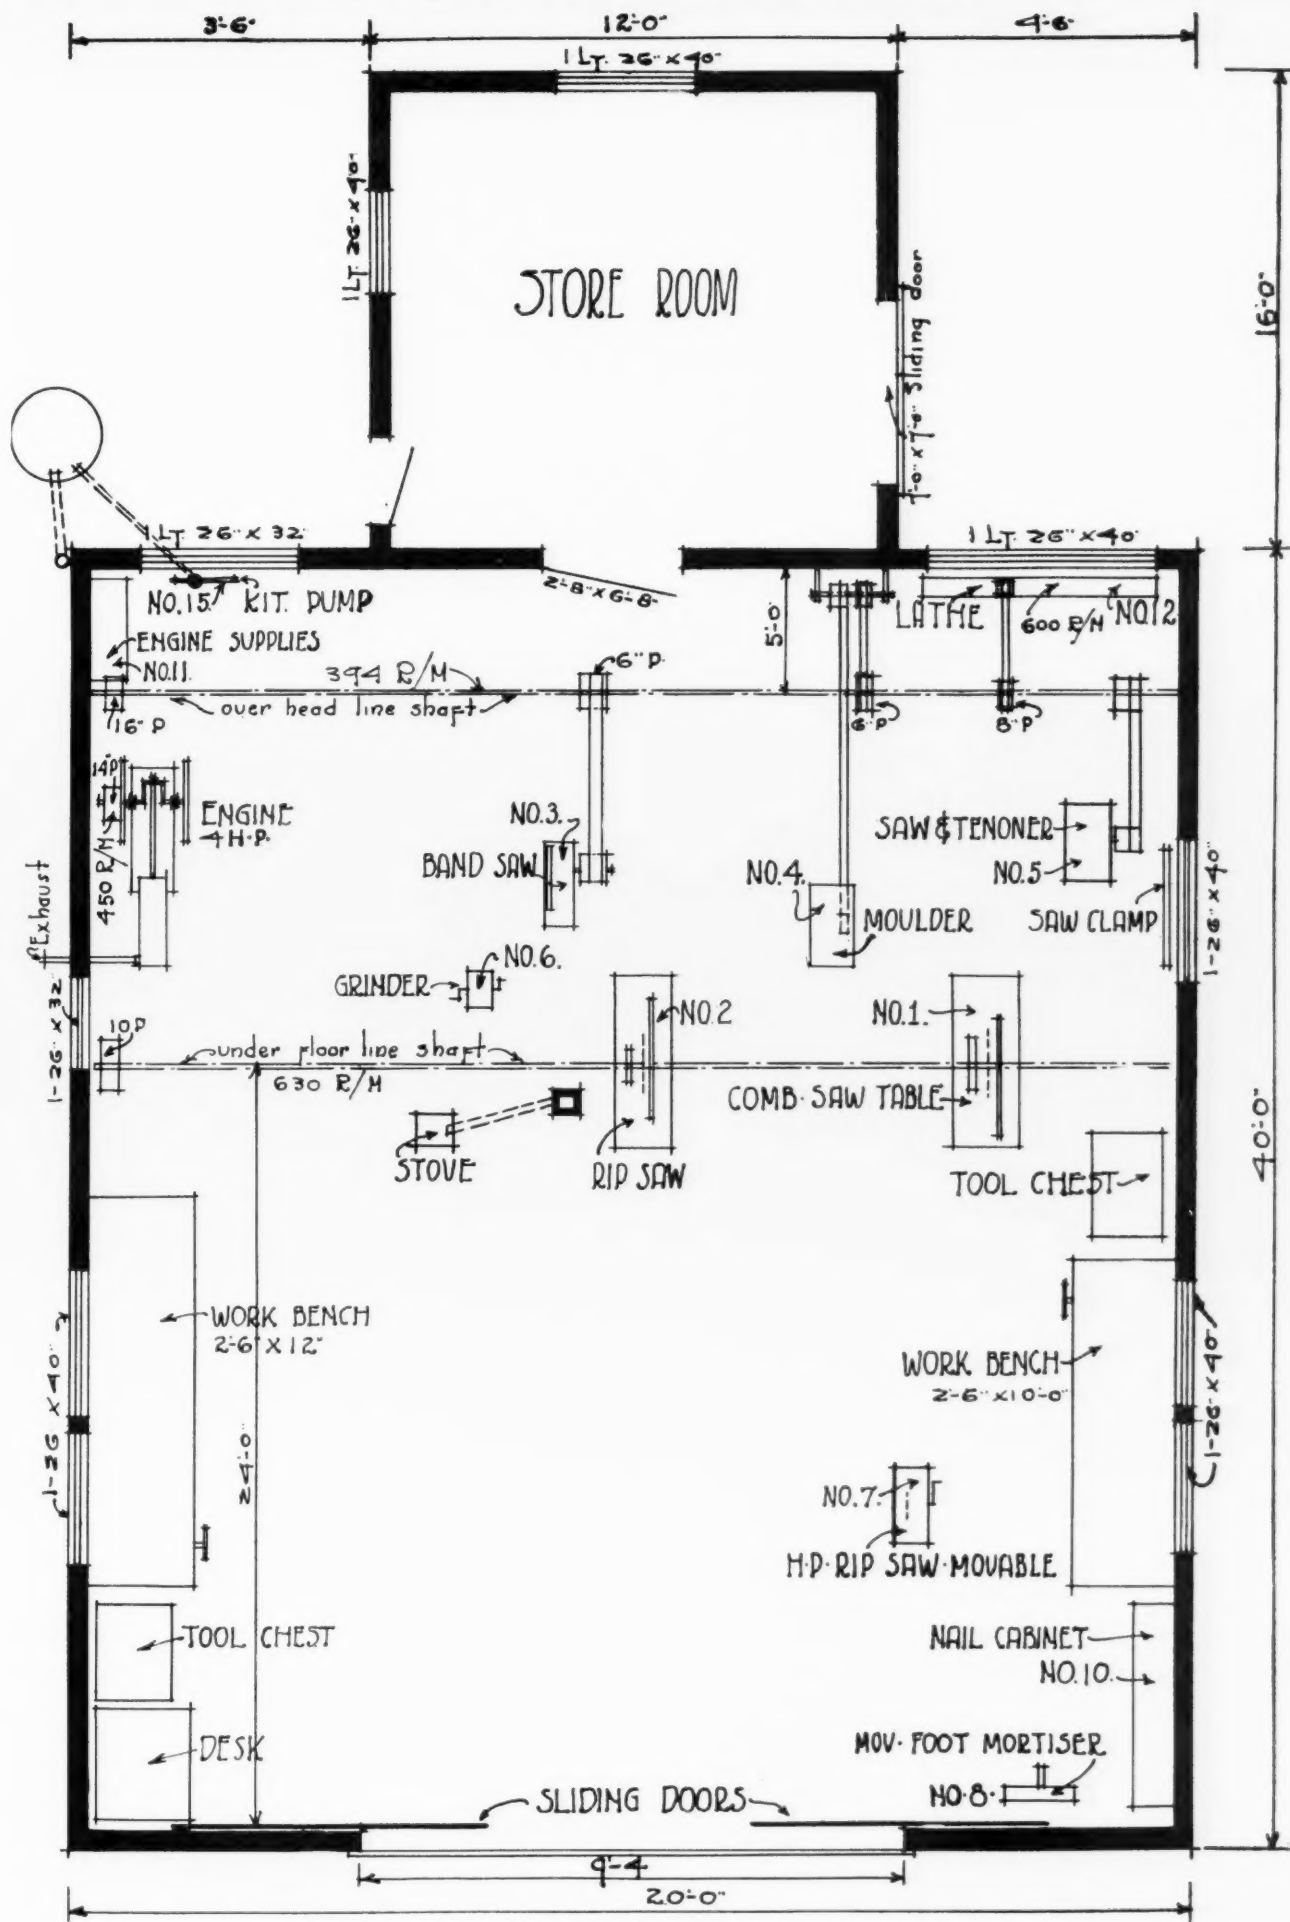 3'-6"
12'-0"
4'-6"
1 LT. 26" X 40"
1 LT. 26" X 40"
STORE ROOM
7'-0" X 7'-0" Sliding door
16'-0"
1 LT. 26" X 32"
1 LT. 26" X 40"
2'-8" X 6'-8"
NO. 15. KIT. PUMP
5'-0"
LATHE
600 R/M
NO. 12
ENGINE SUPPLIES
NO. 11.
394 R/M
6" P.
over head line shaft
16" P
6" P
8" P
14" P
450 R/M
ENGINE
4 H.P.
NO. 3.
BAND SAW
SAW & TENONER
NO. 5
NO. 4.
MOULDER
SAW CLAMP
1-26" X 40"
Exhaust
GRINDER
NO. 6.
NO. 2
NO. 1.
1-26" X 32"
10 P
under floor line shaft
630 R/M
COMB. SAW TABLE
STOVE
RIP SAW
TOOL CHEST
40'-0"
WORK BENCH
2'-6" X 12"
WORK BENCH
2'-6" X 10'-0"
1-26 X 40"
1-26" X 40"
24'-0"
NO. 7.
H.P. RIP SAW. MOVABLE
TOOL CHEST
NAIL CABINET
NO. 10.
DESK
MOV. FOOT MORTISER
NO. 8.
SLIDING DOORS
9'-4
20'-0"